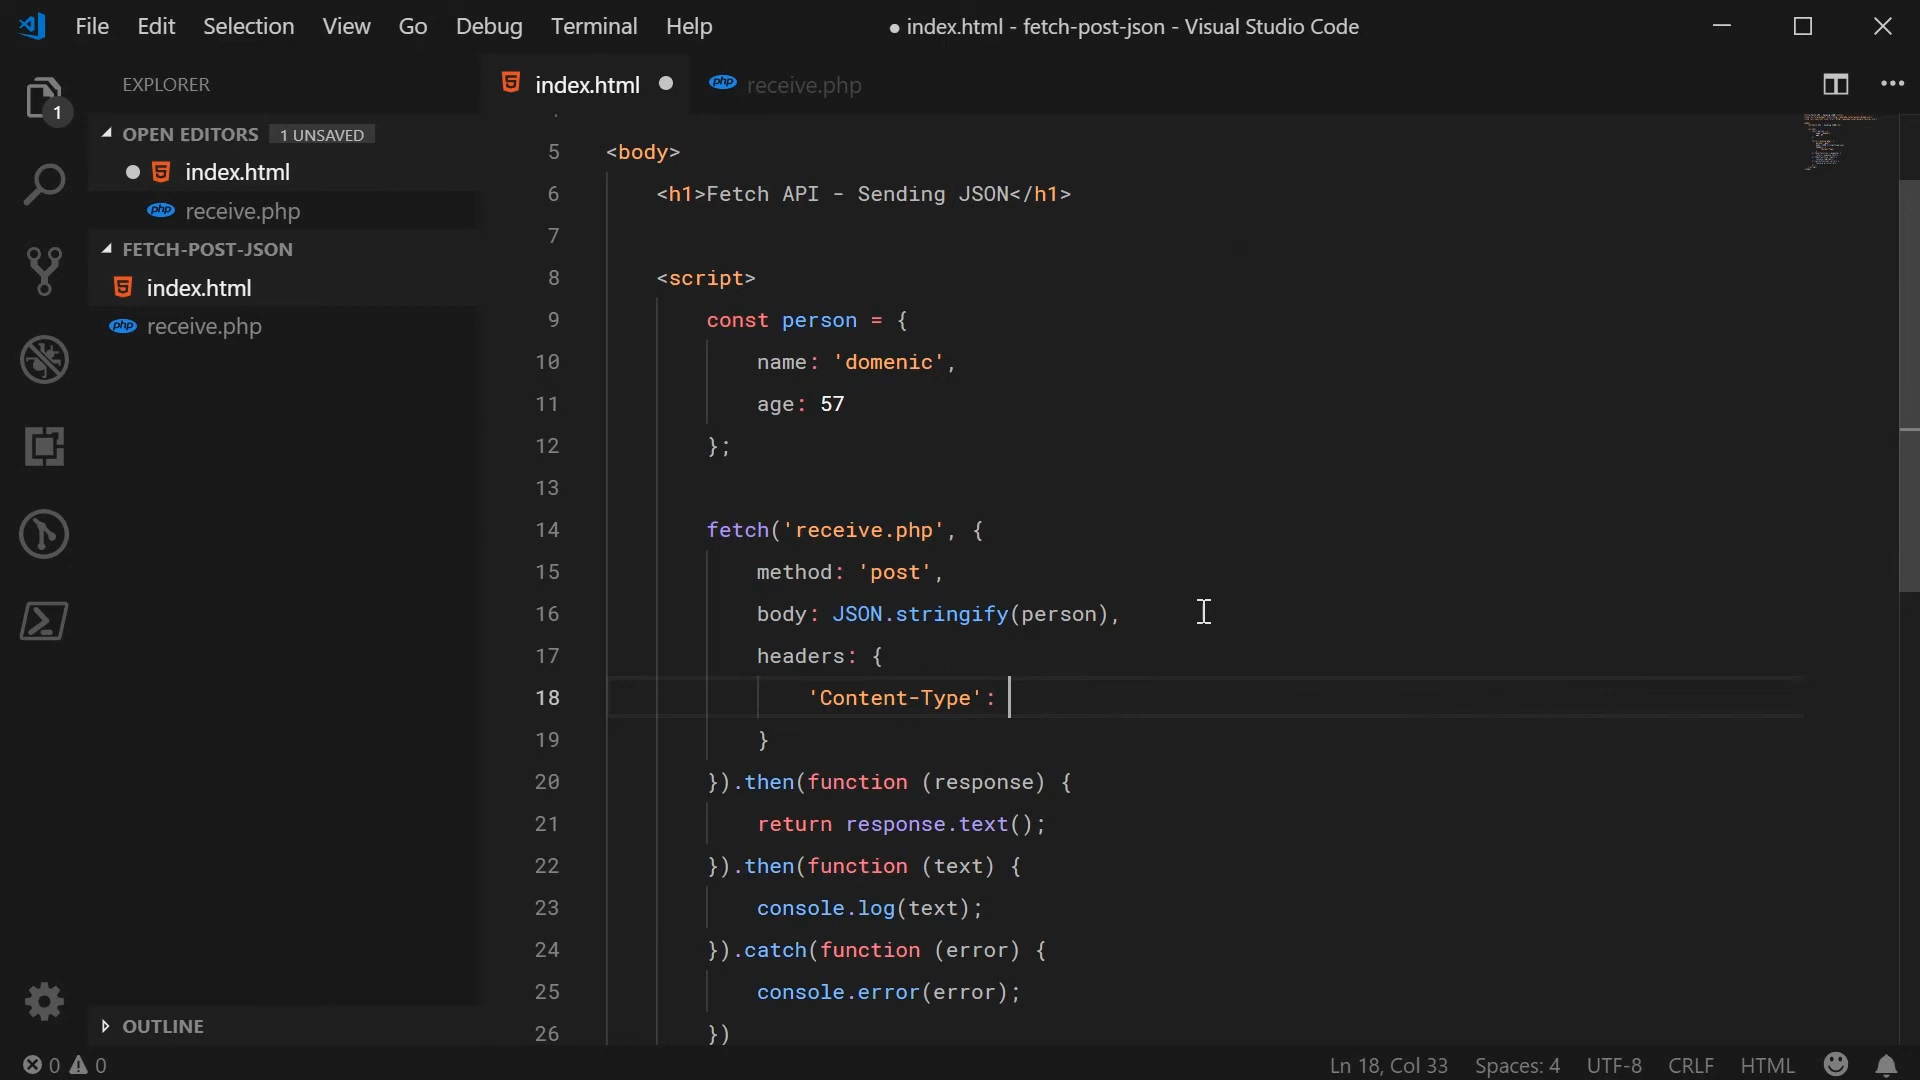 File Edit Selection View Go Debug Terminal Help
● index.html - fetch-post-json - Visual Studio Code
1
EXPLORER
OPEN EDITORS 1 UNSAVED
index.html
php receive.php
FETCH-POST-JSON
index.html
php receive.php
OUTLINE
index.html
php receive.php
5 <body>
6 <h1>Fetch API - Sending JSON</h1>
7
8 <script>
9 const person = {
10 name: 'domenic',
11 age: 57
12 };
13
14 fetch('receive.php', {
15 method: 'post',
16 body: JSON.stringify(person),
17 headers: {
18 'Content-Type':
19 }
20 }).then(function (response) {
21 return response.text();
22 }).then(function (text) {
23 console.log(text);
24 }).catch(function (error) {
25 console.error(error);
26 })
0 0
Ln 18, Col 33 Spaces: 4 UTF-8 CRLF HTML